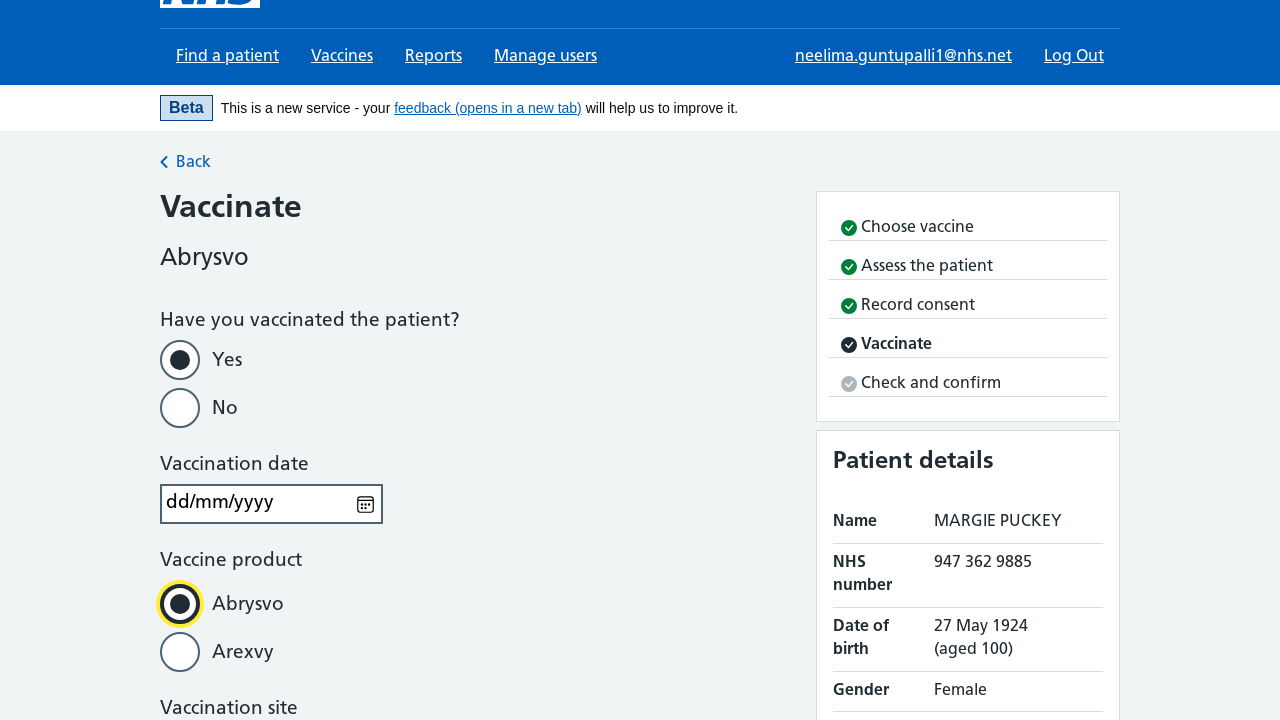 NHS
Find a patient
Vaccines
Reports
Manage users
neelima.guntupalli1@nhs.net
Log Out
Beta
This is a new service - your feedback (opens in a new tab) will help us to improve it.
Back
Vaccinate
Abrysvo
Have you vaccinated the patient?
Yes
No
Vaccination date
dd/mm/yyyy
Vaccine product
Abrysvo
Arexvy
Vaccination site
Choose vaccine
Assess the patient
Record consent
Vaccinate
Check and confirm
Patient details
Name MARGIE PUCKEY
NHS number 947 362 9885
Date of birth 27 May 1924 (aged 100)
Gender Female